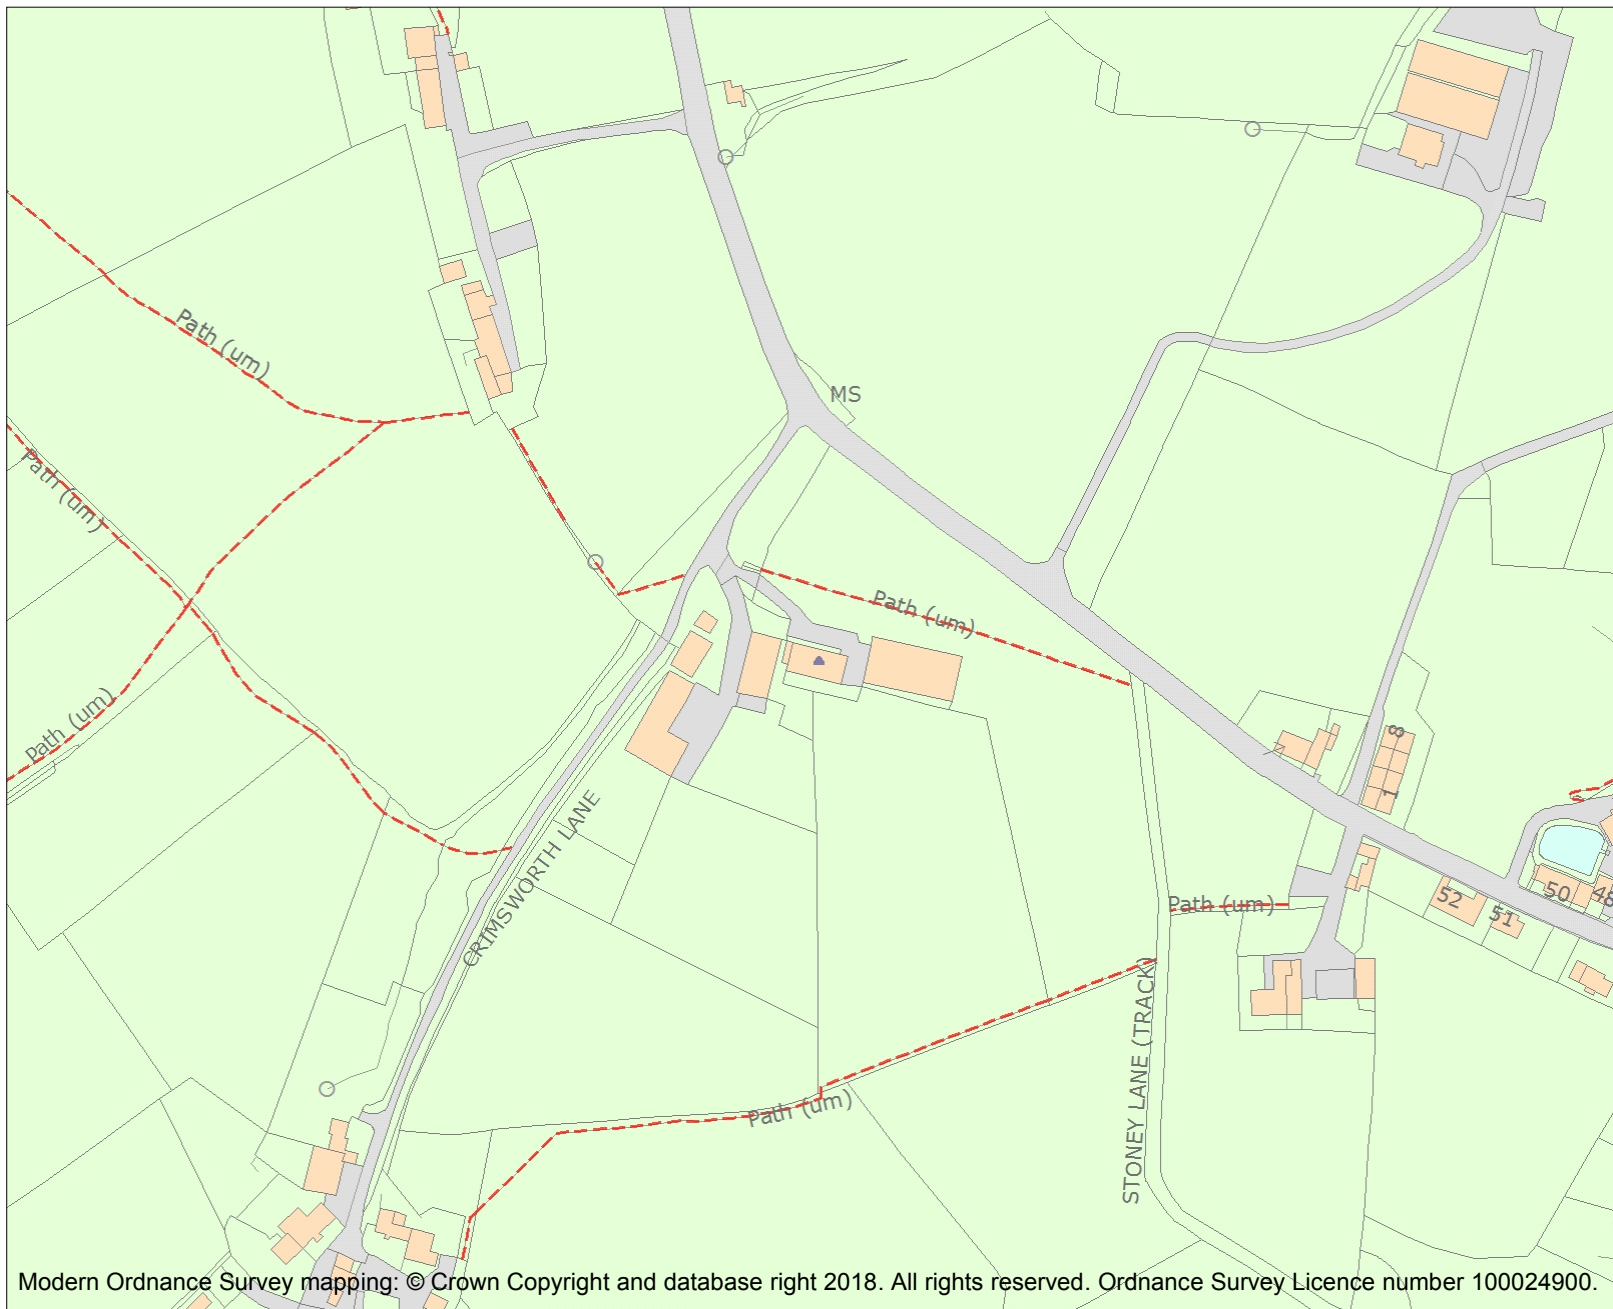 Path (um)
MS
Path (um)
Path (um)
Path (um)
8
1
CRIMSWORTH LANE
Path (um)
52
51
50
48
STONEY LANE (TRACK)
Path (um)
Modern Ordnance Survey mapping: © Crown Copyright and database right 2018. All rights reserved. Ordnance Survey Licence number 100024900.